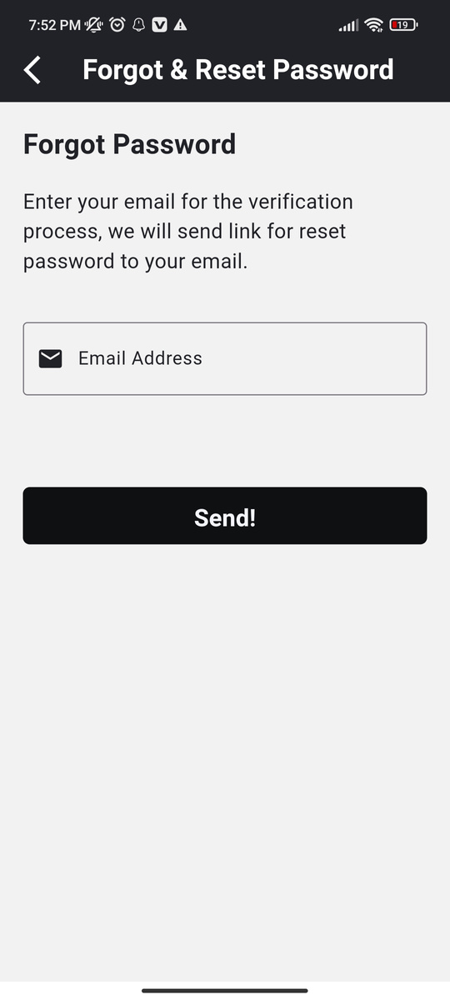 7:52 PM
19
Forgot & Reset Password
Forgot Password
Enter your email for the verification
process, we will send link for reset
password to your email.
Email Address
Send!